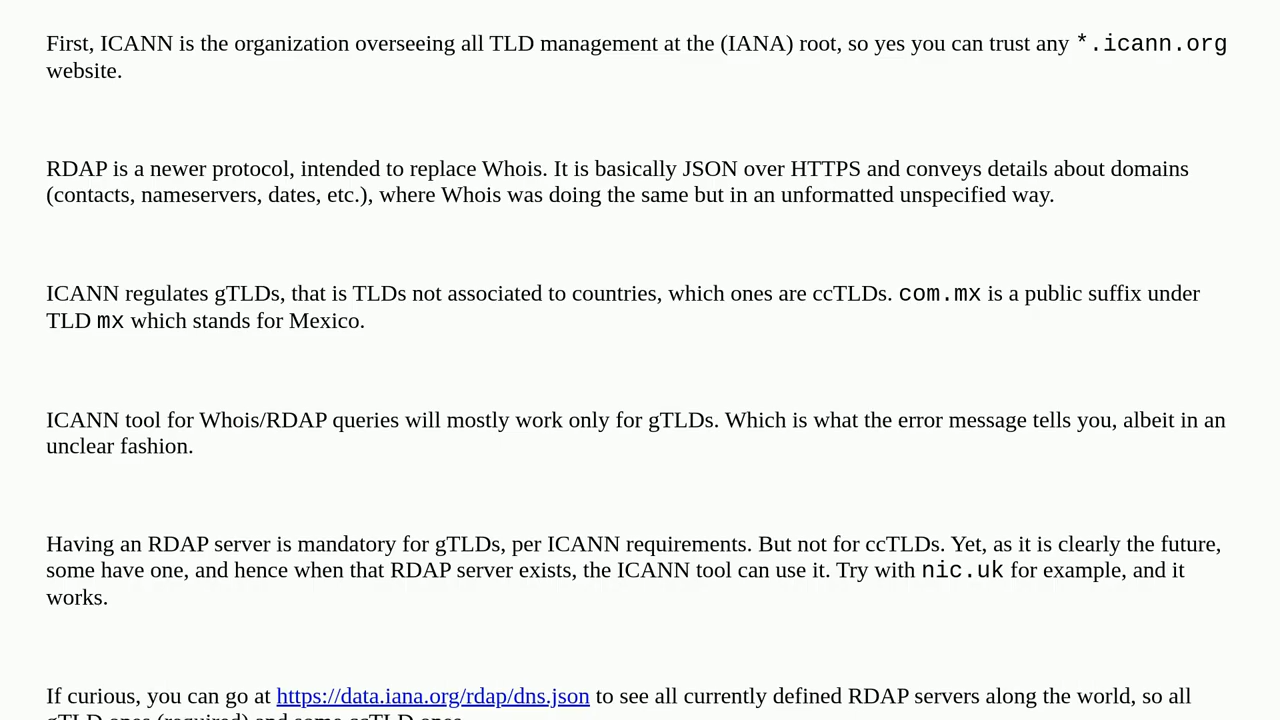 First, ICANN is the organization overseeing all TLD management at the (IANA) root, so yes you can trust any *.icann.org
website.
RDAP is a newer protocol, intended to replace Whois. It is basically JSON over HTTPS and conveys details about domains
(contacts, nameservers, dates, etc.), where Whois was doing the same but in an unformatted unspecified way.
ICANN regulates gTLDs, that is TLDs not associated to countries, which ones are ccTLDs. com.mx is a public suffix under
TLD mx which stands for Mexico.
ICANN tool for Whois/RDAP queries will mostly work only for gTLDs. Which is what the error message tells you, albeit in an
unclear fashion.
Having an RDAP server is mandatory for gTLDs, per ICANN requirements. But not for ccTLDs. Yet, as it is clearly the future,
some have one, and hence when that RDAP server exists, the ICANN tool can use it. Try with nic.uk for example, and it
works.
If curious, you can go at https://data.iana.org/rdap/dns.json to see all currently defined RDAP servers along the world, so all
gTLD ones (required) and some ccTLD ones.